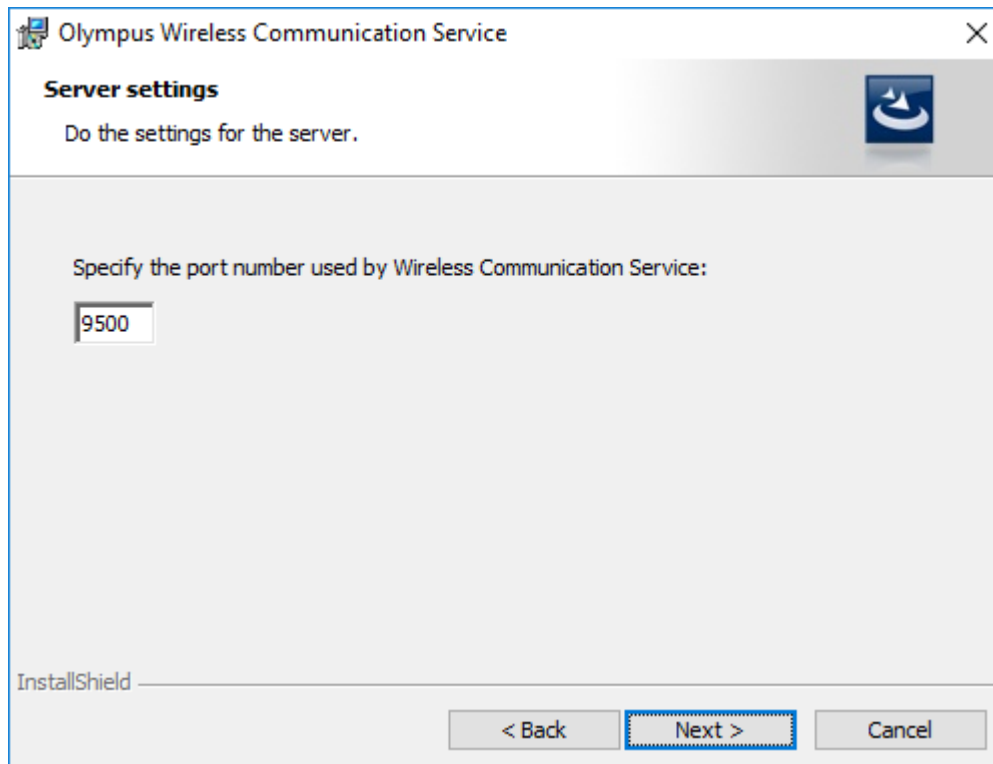 Olympus Wireless Communication Service
Server settings
Do the settings for the server.
Specify the port number used by Wireless Communication Service:
9500
InstallShield
< Back
Next >
Cancel